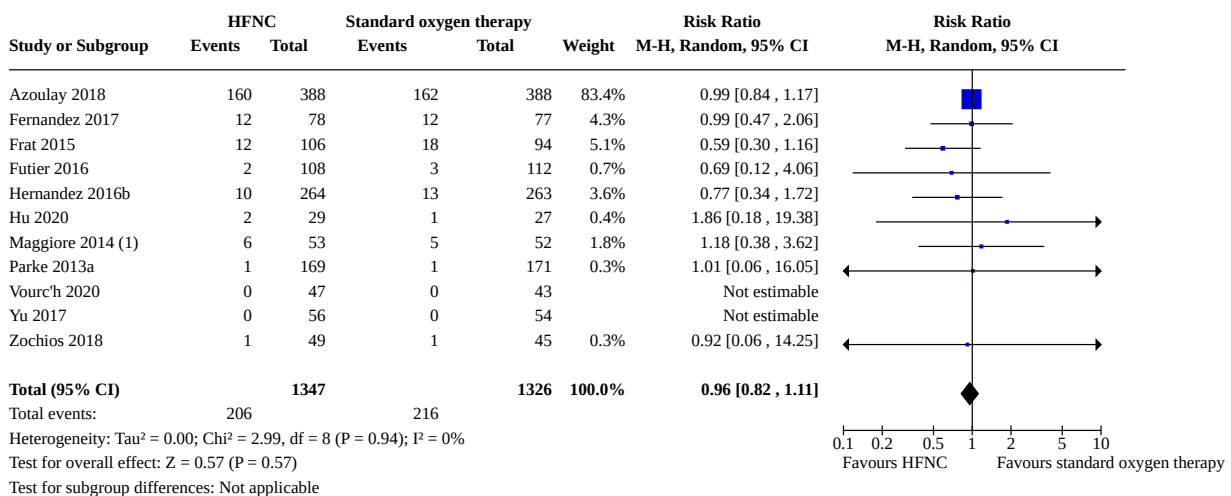 HFNC Standard oxygen therapy Risk Ratio Risk Ratio
Study or Subgroup Events Total Events Total Weight M-H, Random, 95% CI M-H, Random, 95% CI
Azoulay 2018 160 388 162 388 83.4% 0.99 [0.84 , 1.17]
Fernandez 2017 12 78 12 77 4.3% 0.99 [0.47 , 2.06]
Frat 2015 12 106 18 94 5.1% 0.59 [0.30 , 1.16]
Futier 2016 2 108 3 112 0.7% 0.69 [0.12 , 4.06]
Hernandez 2016b 10 264 13 263 3.6% 0.77 [0.34 , 1.72]
Hu 2020 2 29 1 27 0.4% 1.86 [0.18 , 19.38]
Maggiore 2014 (1) 6 53 5 52 1.8% 1.18 [0.38 , 3.62]
Parke 2013a 1 169 1 171 0.3% 1.01 [0.06 , 16.05]
Vourc'h 2020 0 47 0 43 Not estimable
Yu 2017 0 56 0 54 Not estimable
Zochios 2018 1 49 1 45 0.3% 0.92 [0.06 , 14.25]
Total (95% CI) 1347 1326 100.0% 0.96 [0.82 , 1.11]
Total events: 206 216
Heterogeneity: Tau² = 0.00; Chi² = 2.99, df = 8 (P = 0.94); I² = 0% 0.1 0.2 0.5 1 2 5 10
Test for overall effect: Z = 0.57 (P = 0.57) Favours HFNC Favours standard oxygen therapy
Test for subgroup differences: Not applicable